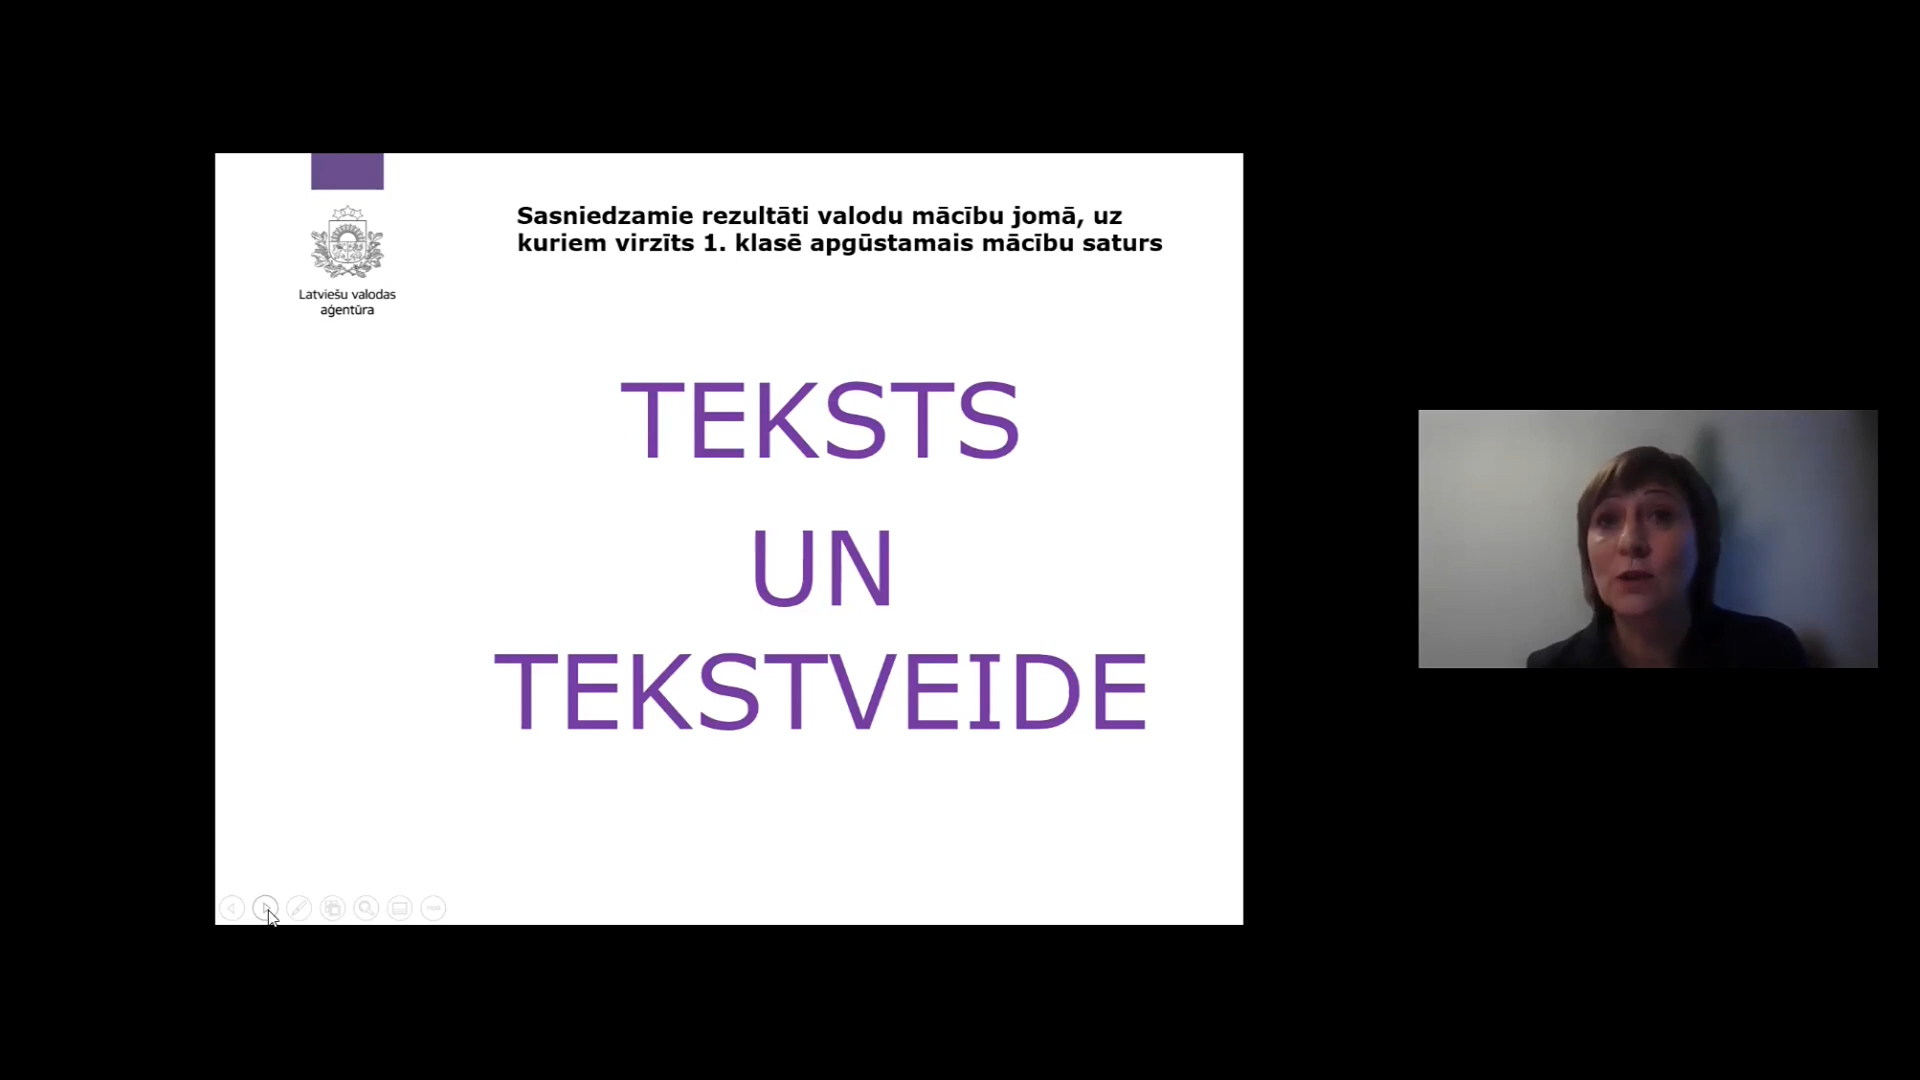 Sasniedzamie rezultāti valodu mācību jomā, uz
kuriem virzīts 1. klasē apgūstamais mācību saturs
Latviešu valodas
aģentūra
TEKSTS
UN
TEKSTVEIDE